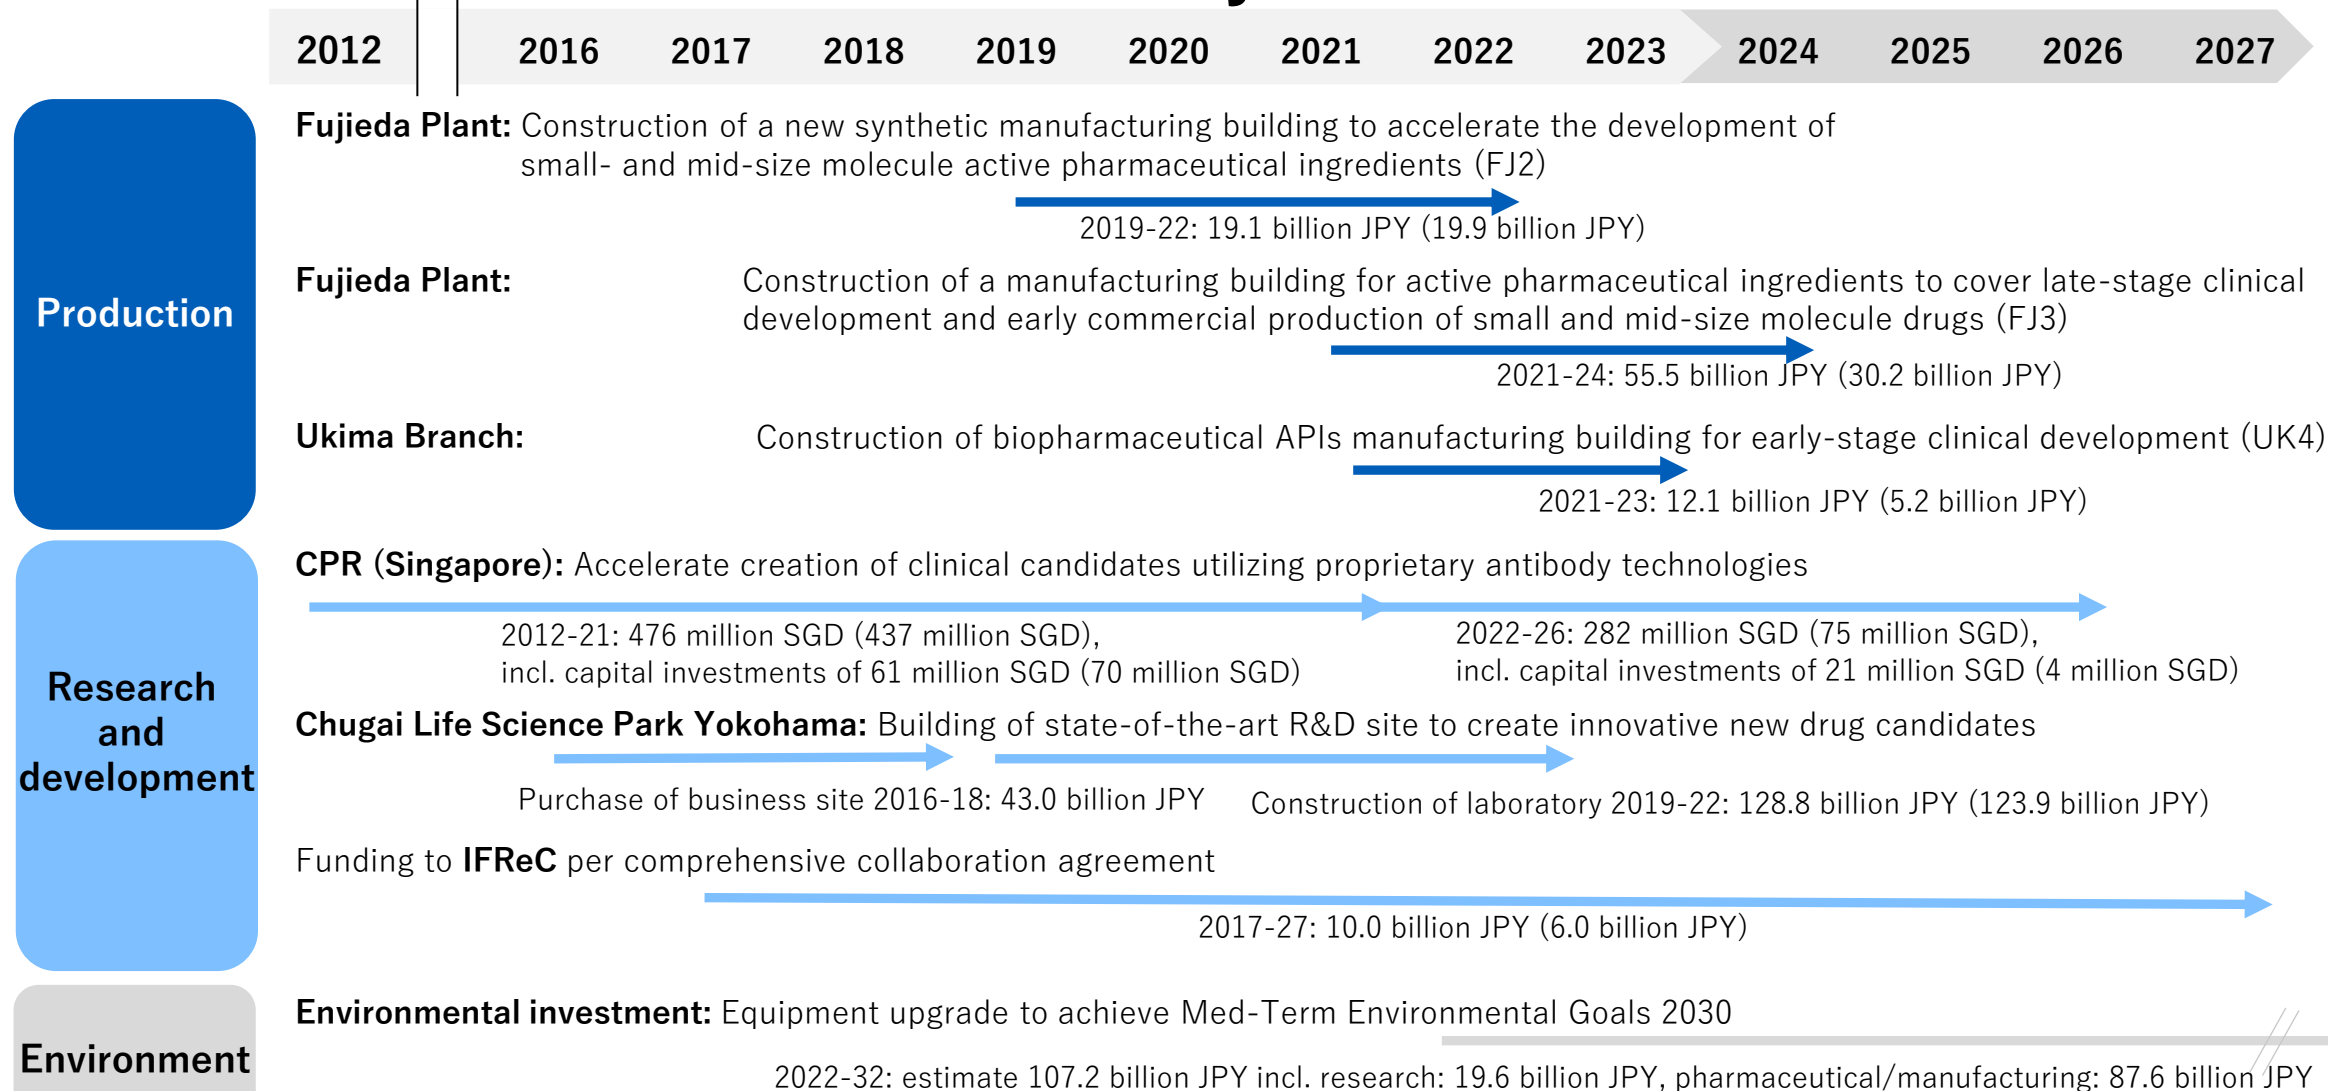 2012 2016 2017 2018 2019 2020 2021 2022 2023 2024 2025 2026 2027
Production
Fujieda Plant: Construction of a new synthetic manufacturing building to accelerate the development of
small- and mid-size molecule active pharmaceutical ingredients (FJ2)
2019-22: 19.1 billion JPY (19.9 billion JPY)
Fujieda Plant: Construction of a manufacturing building for active pharmaceutical ingredients to cover late-stage clinical
development and early commercial production of small and mid-size molecule drugs (FJ3)
2021-24: 55.5 billion JPY (30.2 billion JPY)
Ukima Branch: Construction of biopharmaceutical APIs manufacturing building for early-stage clinical development (UK4)
2021-23: 12.1 billion JPY (5.2 billion JPY)
Research
and
development
CPR (Singapore): Accelerate creation of clinical candidates utilizing proprietary antibody technologies
2012-21: 476 million SGD (437 million SGD),
incl. capital investments of 61 million SGD (70 million SGD)
2022-26: 282 million SGD (75 million SGD),
incl. capital investments of 21 million SGD (4 million SGD)
Chugai Life Science Park Yokohama: Building of state-of-the-art R&D site to create innovative new drug candidates
Purchase of business site 2016-18: 43.0 billion JPY
Construction of laboratory 2019-22: 128.8 billion JPY (123.9 billion JPY)
Funding to IFReC per comprehensive collaboration agreement
2017-27: 10.0 billion JPY (6.0 billion JPY)
Environment
Environmental investment: Equipment upgrade to achieve Med-Term Environmental Goals 2030
2022-32: estimate 107.2 billion JPY incl. research: 19.6 billion JPY, pharmaceutical/manufacturing: 87.6 billion JPY